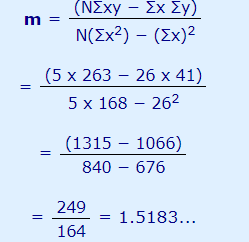 m = (NΣxy − Σx Σy)
N(Σx²) − (Σx)²
= (5 x 263 − 26 x 41)
5 x 168 − 26²
= (1315 − 1066)
840 − 676
= 249
164 = 1.5183...